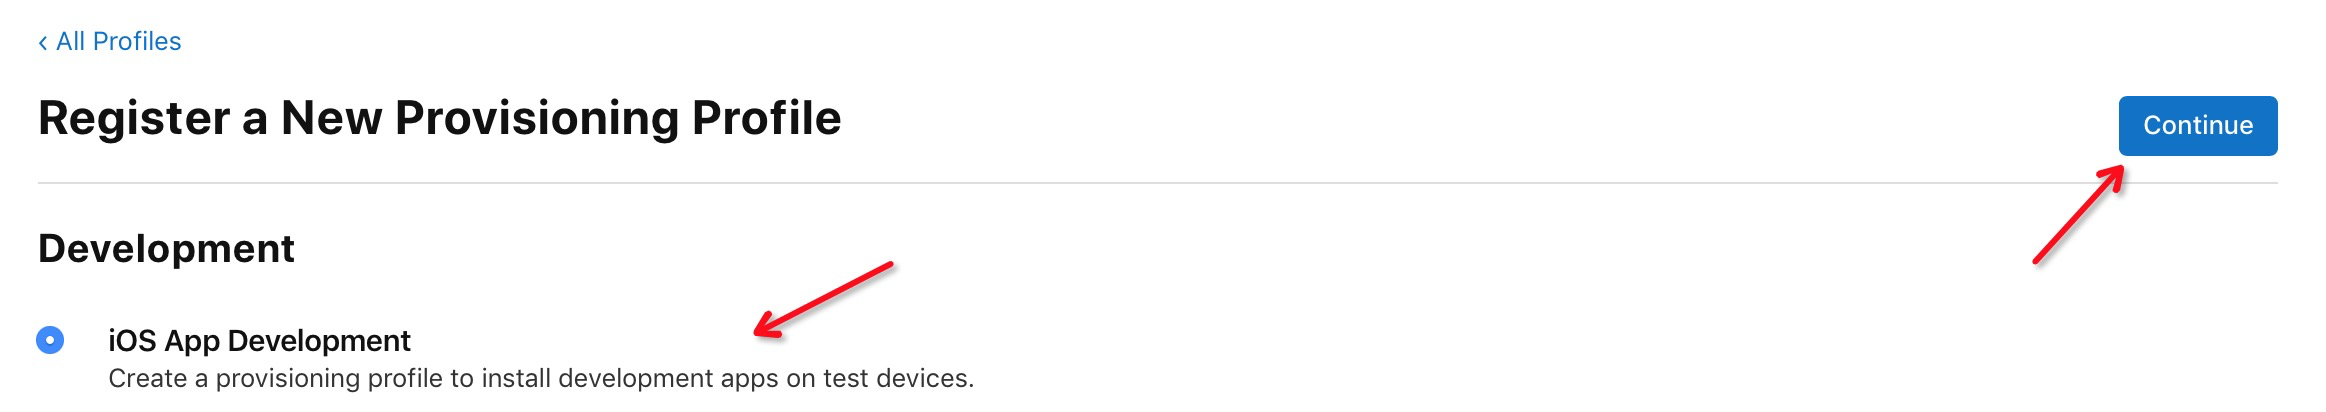 ‹ All Profiles
Register a New Provisioning Profile
Continue
Development
iOS App Development
Create a provisioning profile to install development apps on test devices.